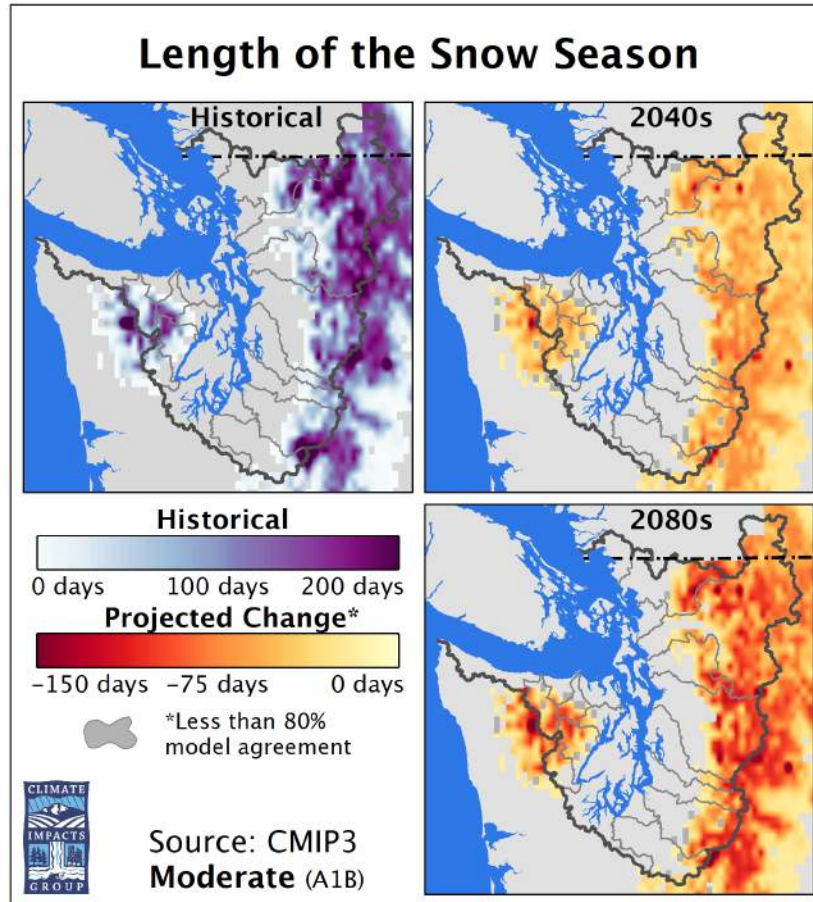 Length of the Snow Season
Historical
2040s
Historical
0 days 100 days 200 days
Projected Change*
-150 days -75 days 0 days
*Less than 80%
model agreement
2080s
CLIMATE
IMPACTS
GROUP
Source: CMIP3
Moderate (A1B)